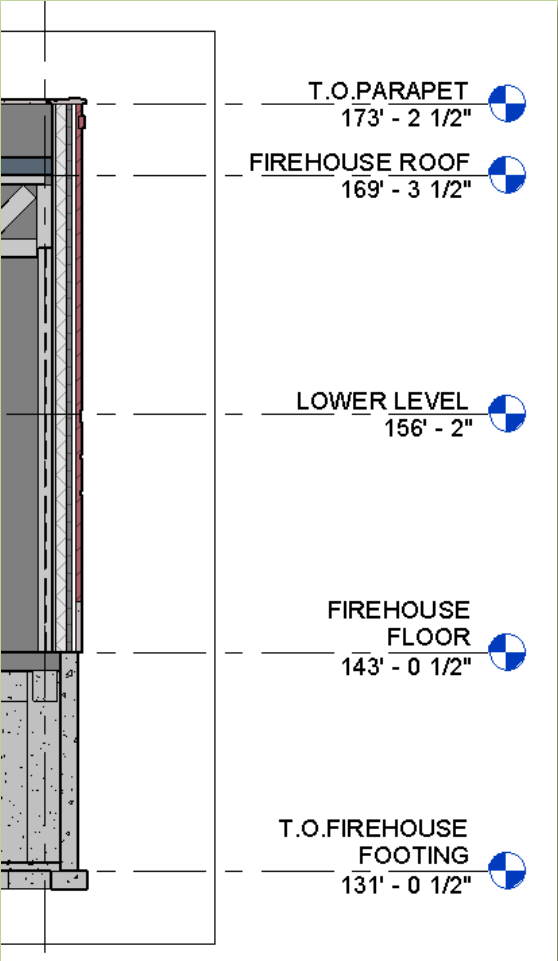 T.O.PARAPET
173' - 2 1/2"
FIREHOUSE ROOF
169' - 3 1/2"
LOWER LEVEL
156' - 2"
FIREHOUSE
FLOOR
143' - 0 1/2"
T.O.FIREHOUSE
FOOTING
131' - 0 1/2"